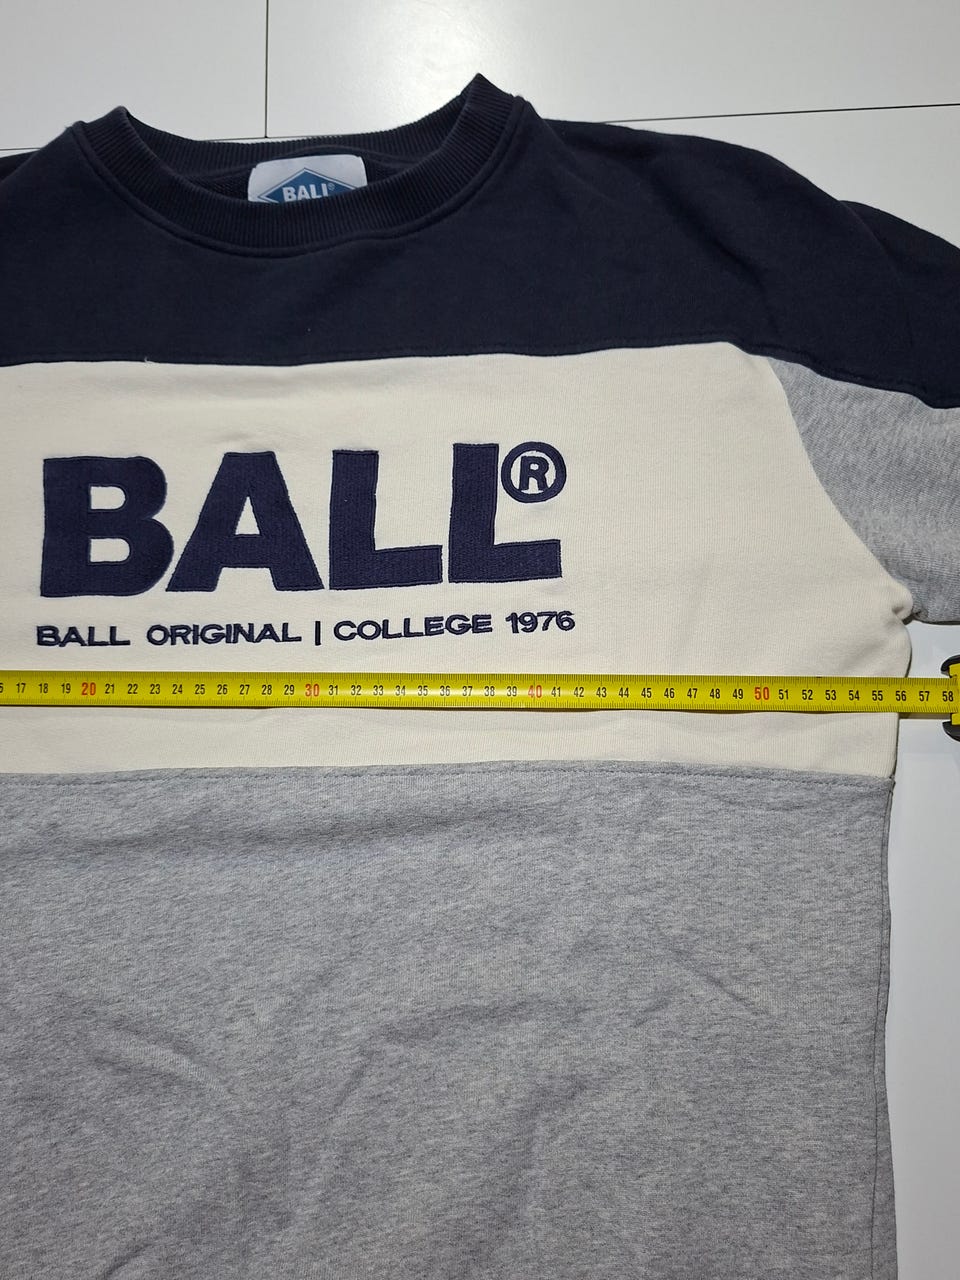 BALL®
BALL®
BALL ORIGINAL | COLLEGE 1976
17 18 19 20 21 22 23 24 25 26 27 28 29 30 31 32 33 34 35 36 37 38 39 40 41 42 43 44 45 46 47 48 49 50 51 52 53 54 55 56 57 58